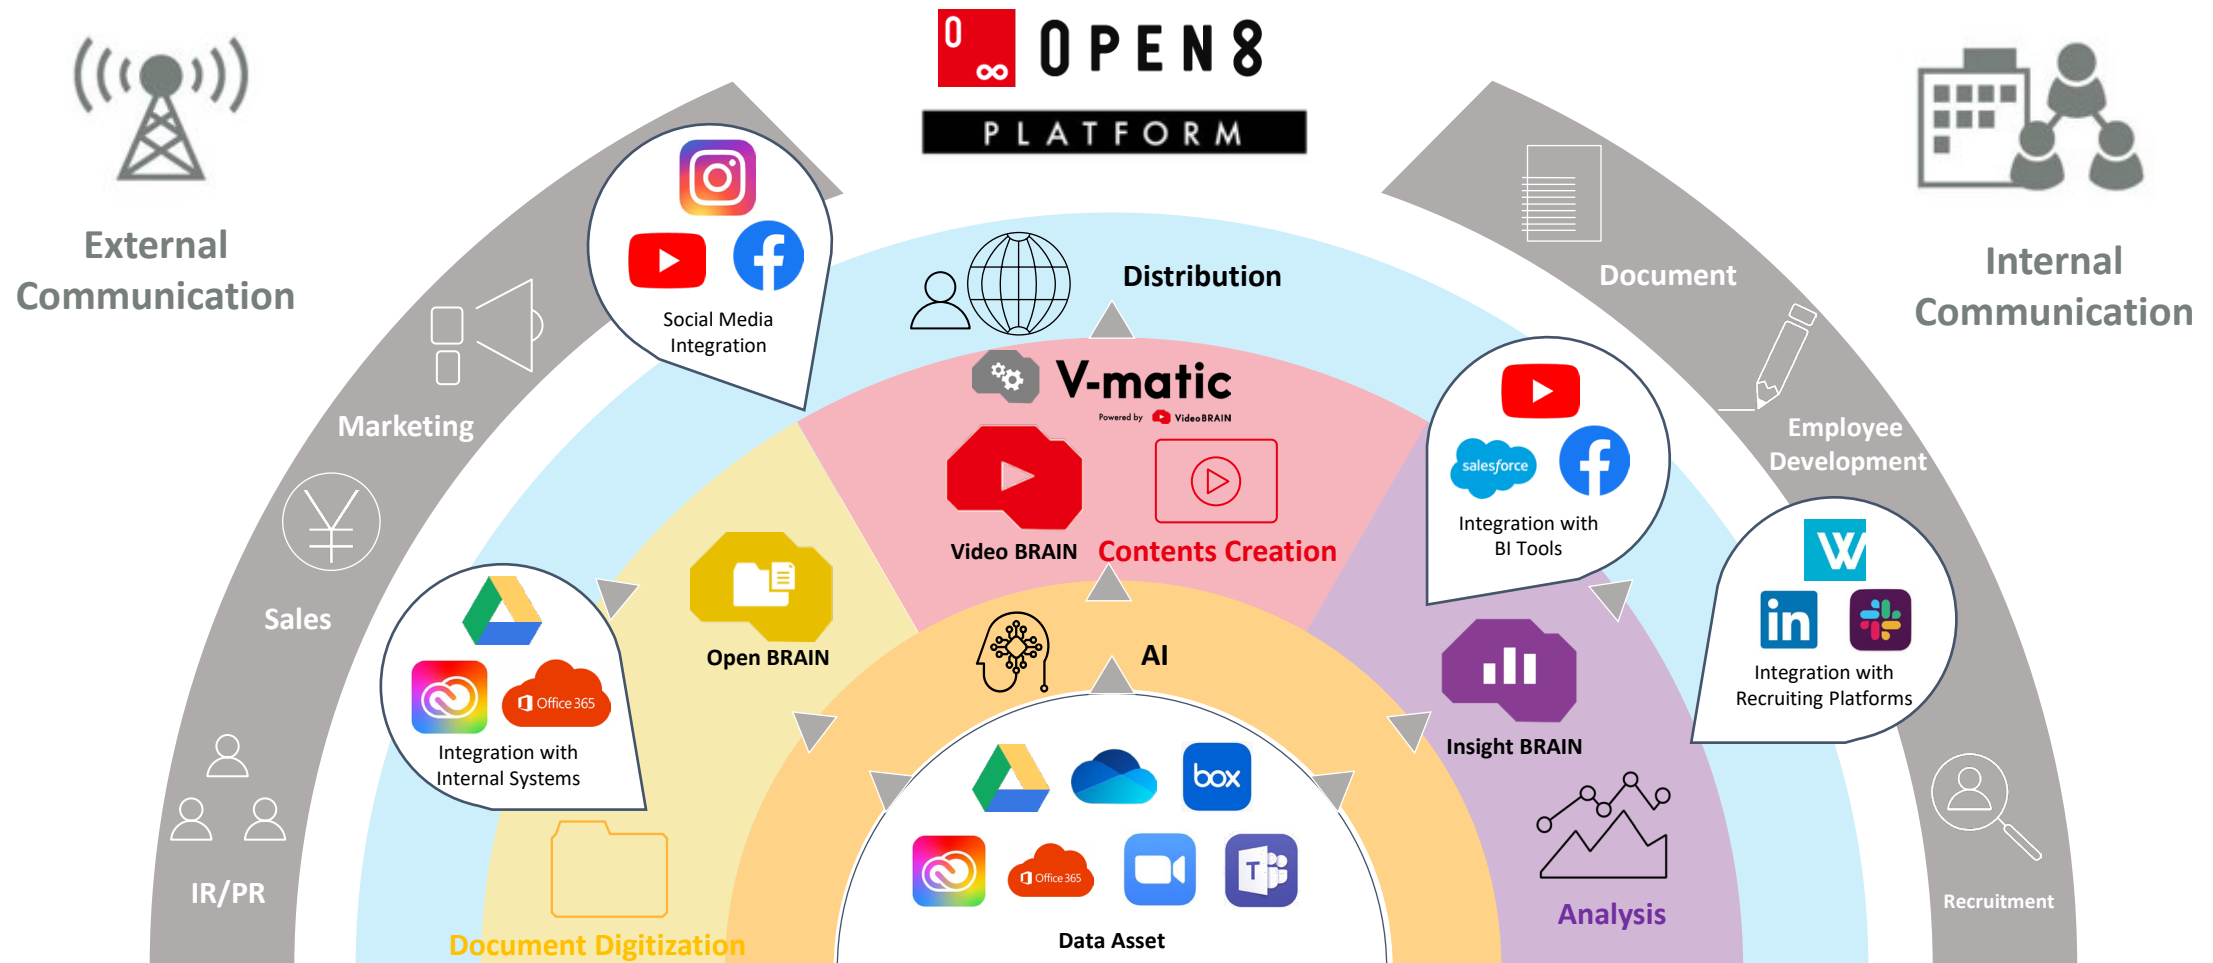 OPEN8
PLATFORM
External
Communication
Internal
Communication
Marketing
Sales
IR/PR
Document
Employee
Development
Recruitment
Social Media
Integration
Distribution
V-matic
Powered by VideoBRAIN
Video BRAIN
Contents Creation
salesforce
Integration with
BI Tools
in
Integration with
Recruiting Platforms
Office 365
Integration with
Internal Systems
Open BRAIN
Document Digitization
AI
Insight BRAIN
Analysis
box
Office 365
T
Data Asset